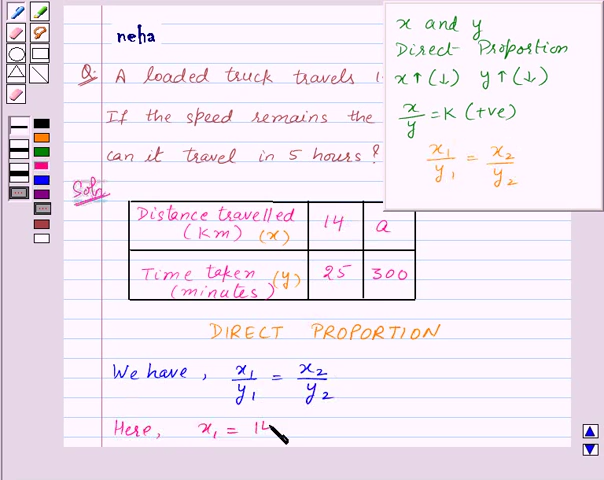 neha
Q. A loaded truck travels 1
If the speed remains the
can it travel in 5 hours?
x and y
Direct Proportion
x↑(↓) y↑(↓)
x/y = K (+ve)
x₁/y₁ = x₂/y₂
Soln
Distance travelled (Km) (x) 14 a
Time taken (y) (minutes) 25 300
DIRECT PROPORTION
We have, x₁/y₁ = x₂/y₂
Here, x₁ = 14